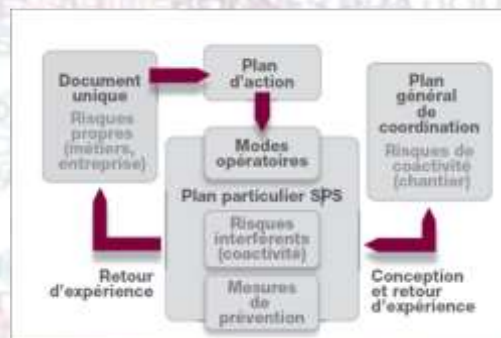 Document
unique
Risques
propres
(métiers,
entreprise)
Plan
d'action
Plan
général
de
coordination
Risques de
coactivité
(chantier)
Modes
opératoires
Plan particulier SPS
Risques
interférents
(coactivité)
Mesures
de
prévention
Retour
d'expérience
Conception
et retour
d'expérience